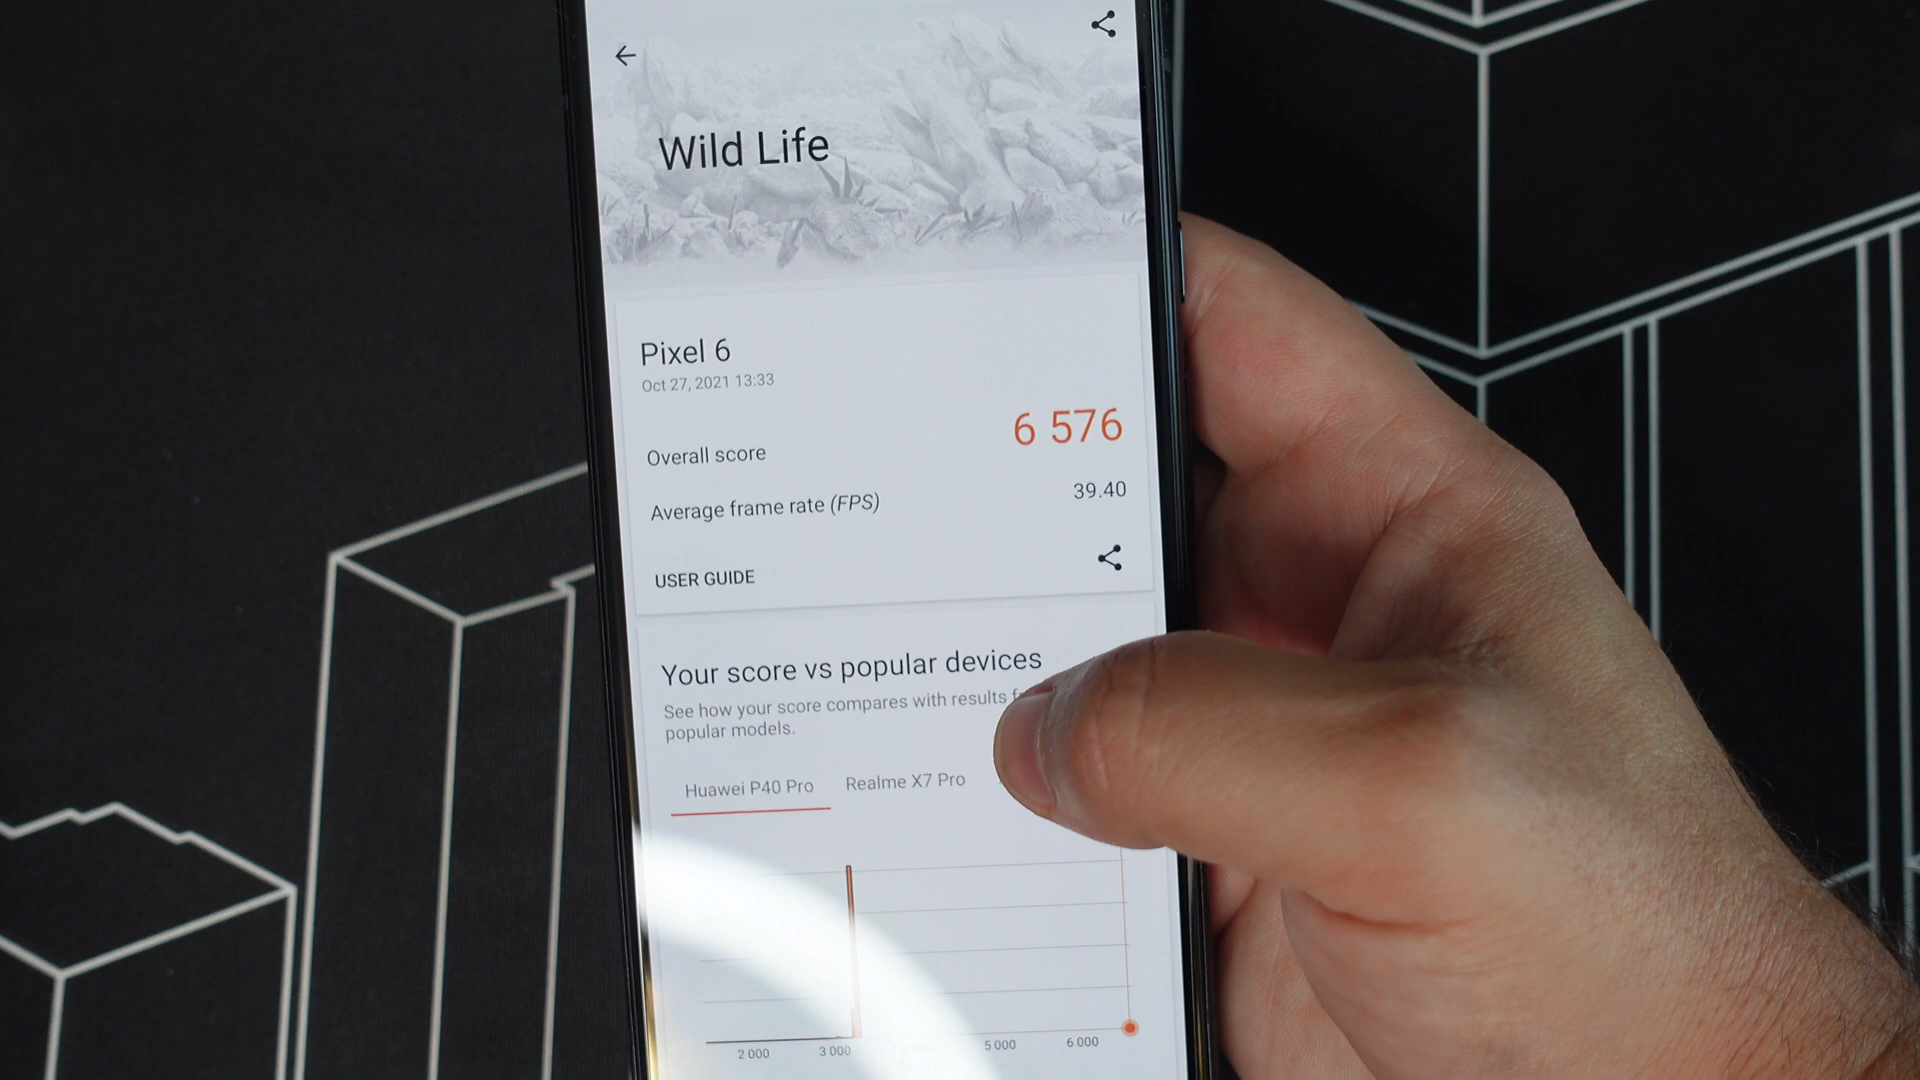 Wild Life
Pixel 6
Oct 27, 2021 13:33
Overall score
6 576
Average frame rate (FPS)
39.40
USER GUIDE
Your score vs popular devices
See how your score compares with results
popular models.
Huawei P40 Pro
Realme X7 Pro
2 000
3 000
5 000
6 000